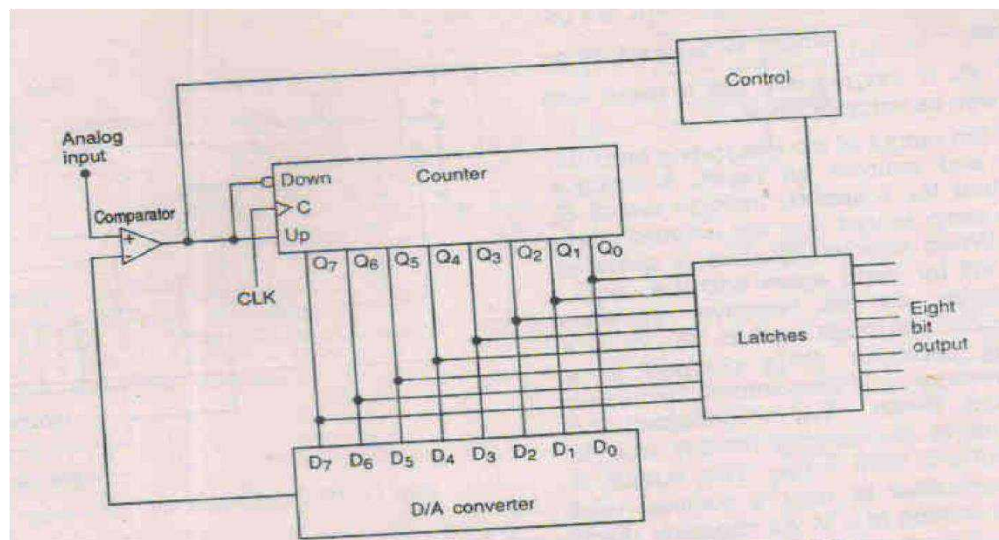 Control
Analog
input
Down
Counter
Comparator
C
+
Up
-
Q7 Q6 Q5 Q4 Q3 Q2 Q1 Q0
CLK
Eight
bit
output
Latches
D7 D6 D5 D4 D3 D2 D1 D0
D/A converter